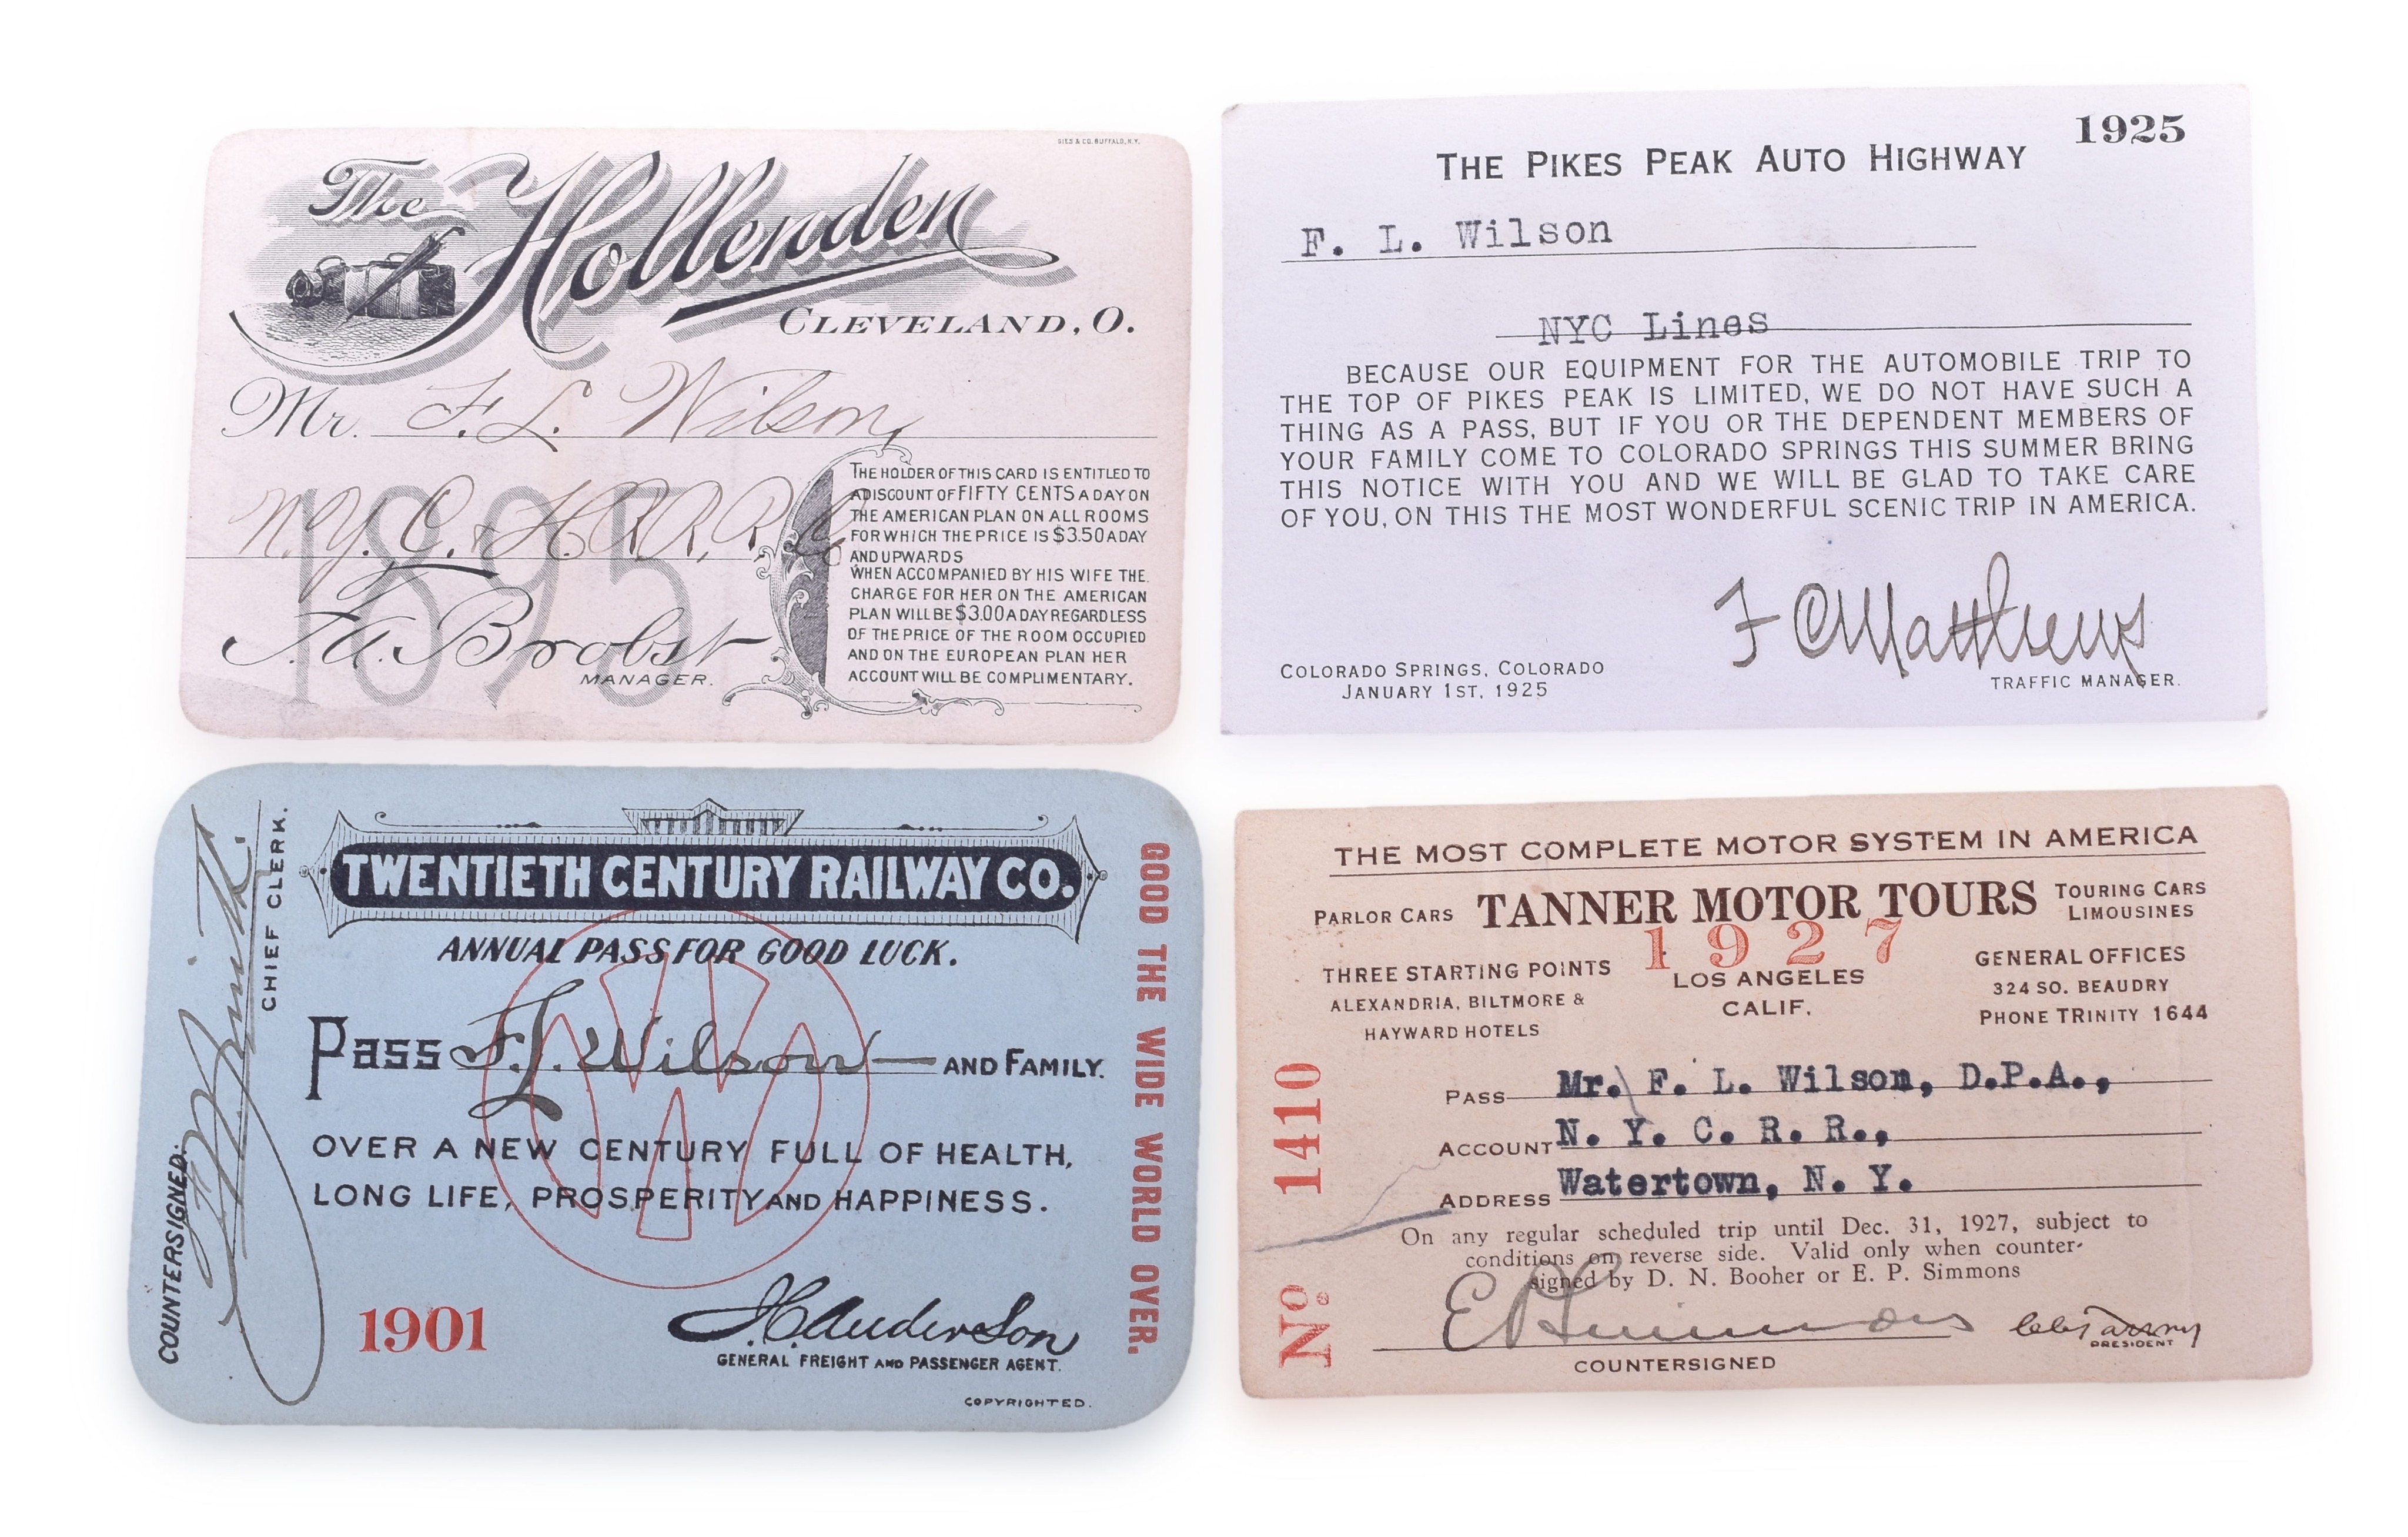 SIES & CO. BUFFALO, N.Y.
The Hollenden
CLEVELAND, O.
Mr. F. L. Wilson,
N.Y.C. & H.R.R.R.
1895
J. A. Brobst
MANAGER.
THE HOLDER OF THIS CARD IS ENTITLED TO
A DISCOUNT OF FIFTY CENTS A DAY ON
THE AMERICAN PLAN ON ALL ROOMS
FOR WHICH THE PRICE IS $3.50 A DAY
AND UPWARDS
WHEN ACCOMPANIED BY HIS WIFE THE
CHARGE FOR HER ON THE AMERICAN
PLAN WILL BE $3.00 A DAY REGARDLESS
OF THE PRICE OF THE ROOM OCCUPIED
AND ON THE EUROPEAN PLAN HER
ACCOUNT WILL BE COMPLIMENTARY.
1925
THE PIKES PEAK AUTO HIGHWAY
F. L. Wilson
NYC Lines
BECAUSE OUR EQUIPMENT FOR THE AUTOMOBILE TRIP TO
THE TOP OF PIKES PEAK IS LIMITED, WE DO NOT HAVE SUCH A
THING AS A PASS, BUT IF YOU OR THE DEPENDENT MEMBERS OF
YOUR FAMILY COME TO COLORADO SPRINGS THIS SUMMER BRING
THIS NOTICE WITH YOU AND WE WILL BE GLAD TO TAKE CARE
OF YOU, ON THIS THE MOST WONDERFUL SCENIC TRIP IN AMERICA.
F C Matthews
TRAFFIC MANAGER.
COLORADO SPRINGS, COLORADO
JANUARY 1ST, 1925
COUNTERSIGNED:
Smith.
CHIEF CLERK.
TWENTIETH CENTURY RAILWAY CO.
ANNUAL PASS FOR GOOD LUCK.
Pass F. L. Wilson AND FAMILY.
OVER A NEW CENTURY FULL OF HEALTH,
LONG LIFE, PROSPERITY AND HAPPINESS.
1901
Anderson
GENERAL FREIGHT AND PASSENGER AGENT.
COPYRIGHTED.
GOOD THE WIDE WORLD OVER.
THE MOST COMPLETE MOTOR SYSTEM IN AMERICA
PARLOR CARS TANNER MOTOR TOURS TOURING CARS
LIMOUSINES
1927
THREE STARTING POINTS
ALEXANDRIA, BILTMORE &
HAYWARD HOTELS
LOS ANGELES
CALIF.
GENERAL OFFICES
324 SO. BEAUDRY
PHONE TRINITY 1644
No. 1410
PASS Mr. F. L. Wilson, D.P.A.,
ACCOUNT N. Y. C. R. R.,
ADDRESS Watertown, N. Y.
On any regular scheduled trip until Dec. 31, 1927, subject to
conditions on reverse side. Valid only when counter-
signed by D. N. Booher or E. P. Simmons
E P Simmons
COUNTERSIGNED
PRESIDENT